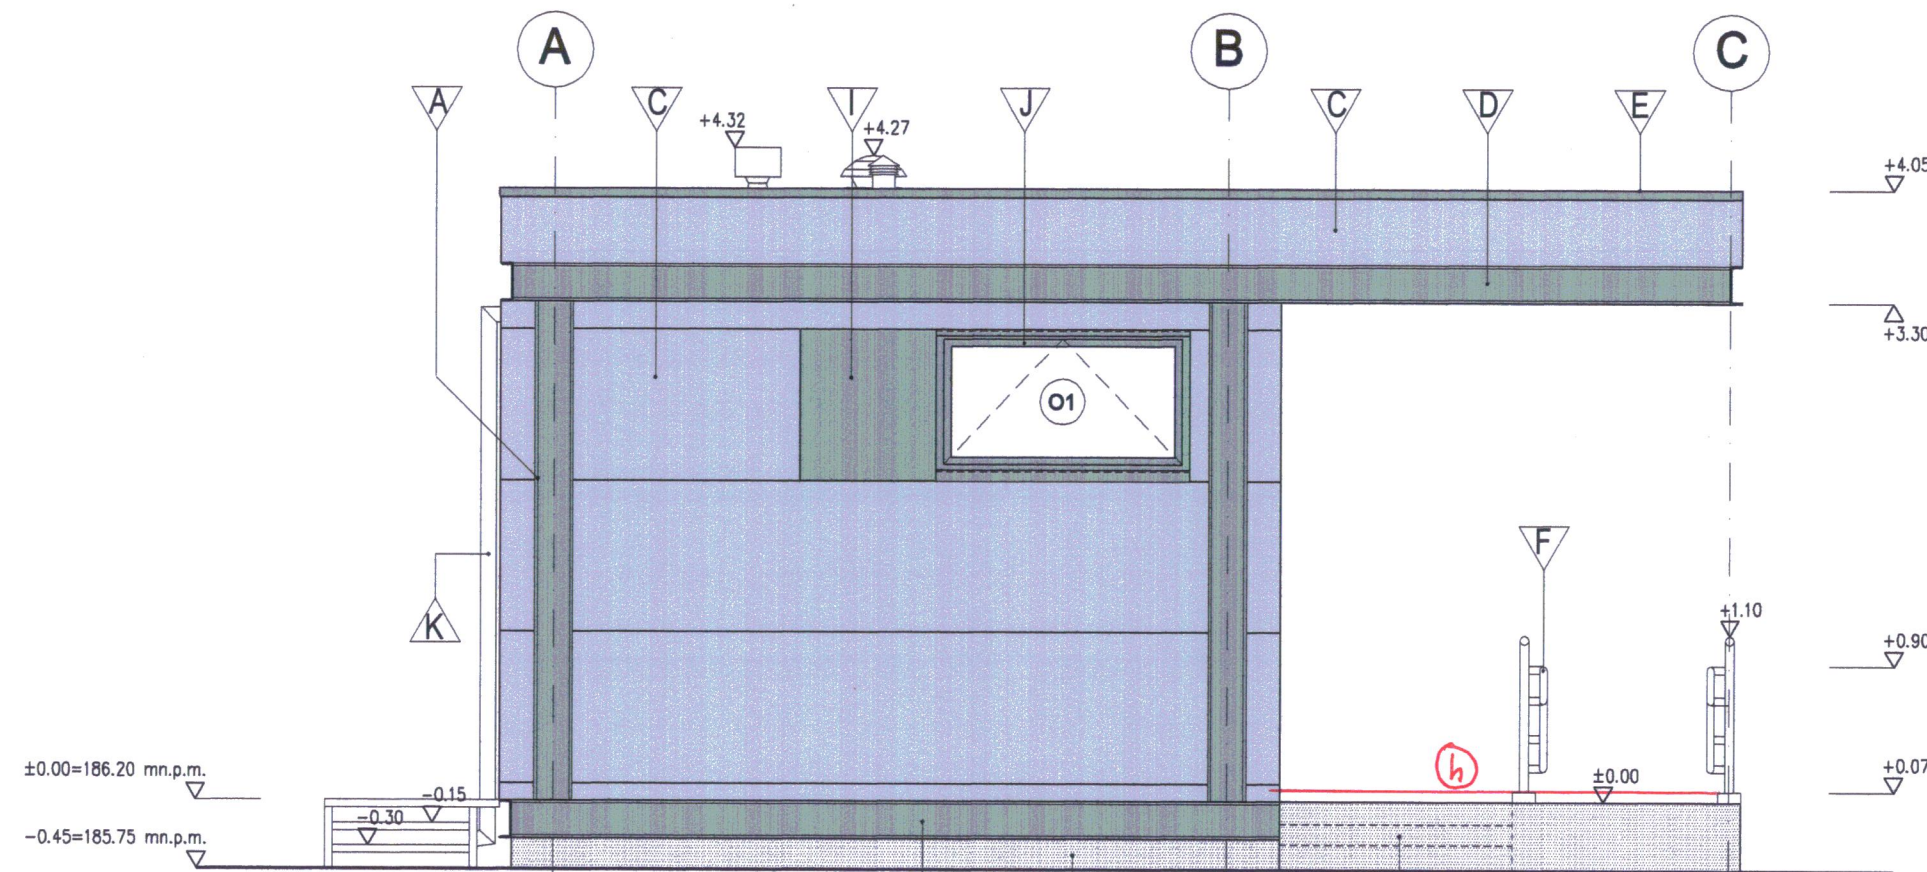 A
B
C
A
C
I
J
C
D
E
+4.32
+4.27
+4.05
+3.30
O1
F
K
+1.10
+0.90
h
±0.00=186.20 mn.p.m.
-0.15
±0.00
+0.07
-0.30
-0.45=185.75 mn.p.m.